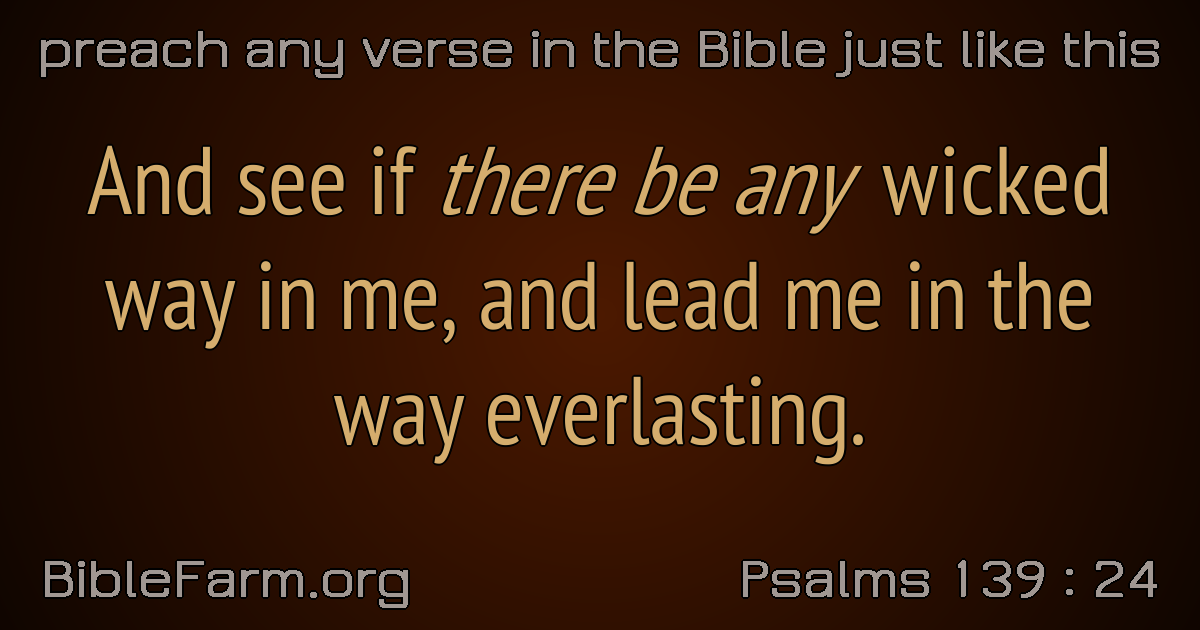 preach any verse in the Bible just like this
And see if there be any wicked
way in me, and lead me in the
way everlasting.
BibleFarm.org
Psalms 139 : 24